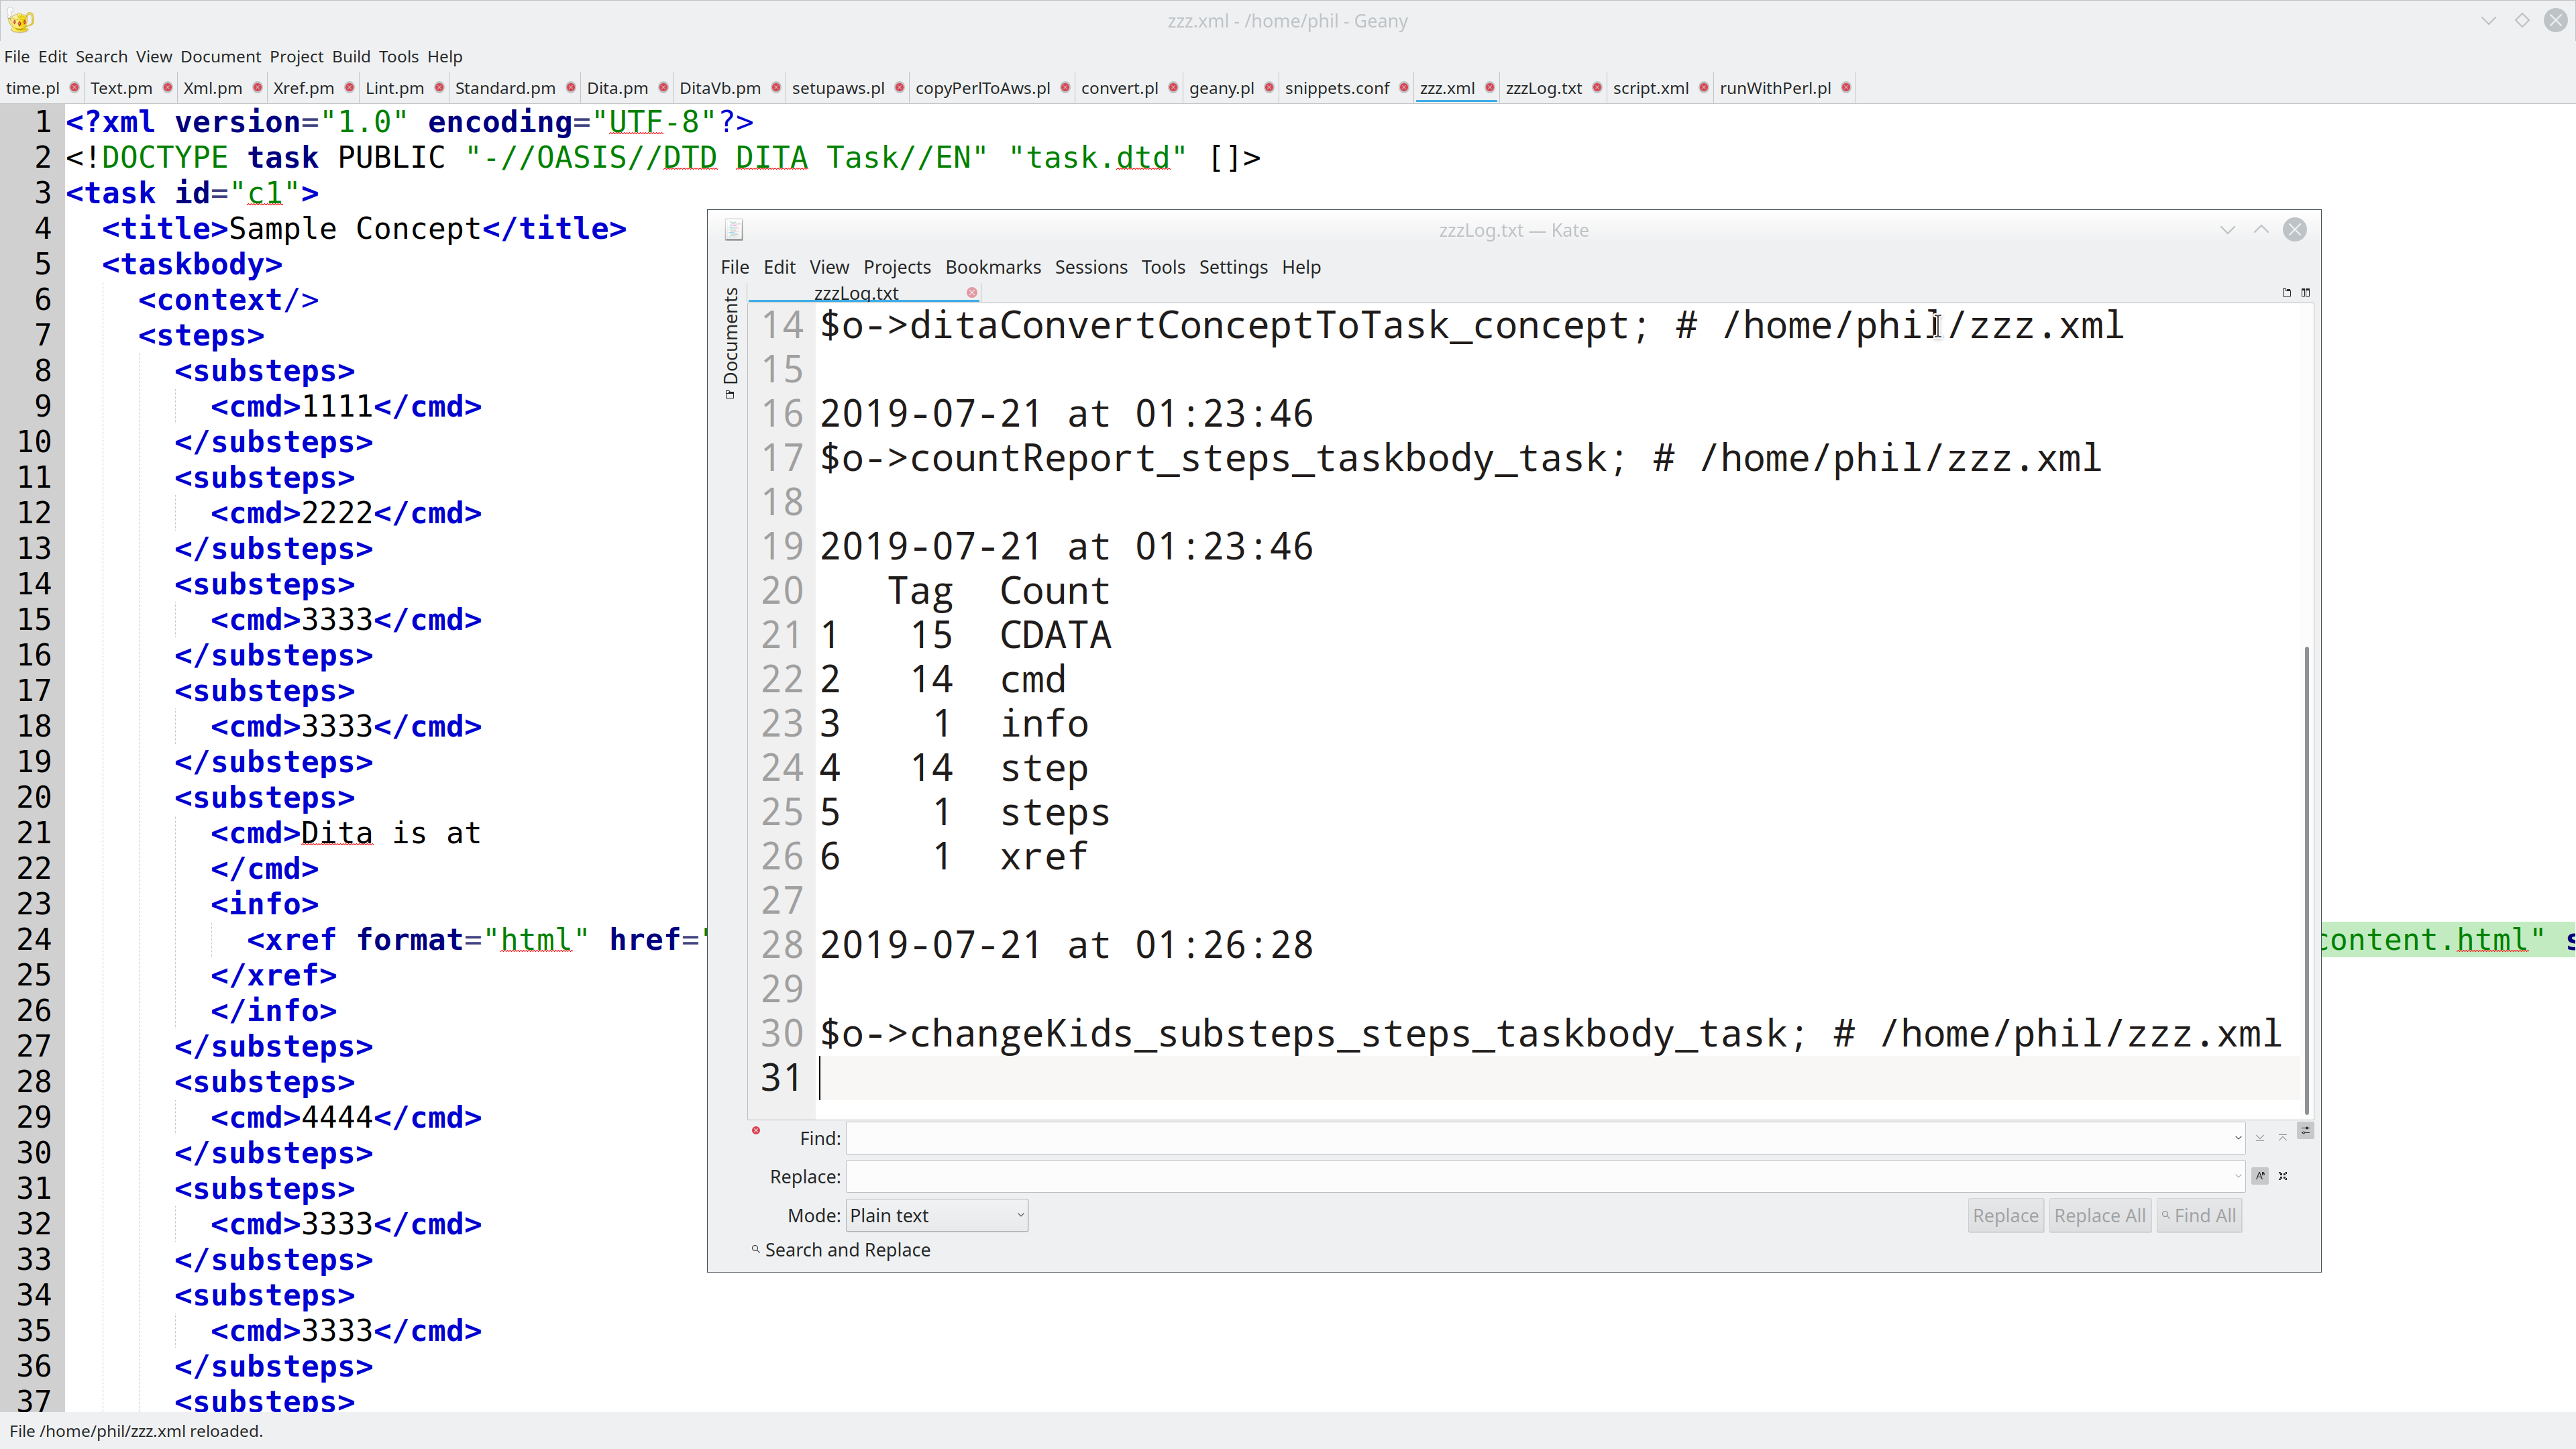 zzz.xml - /home/phil - Geany
File Edit Search View Document Project Build Tools Help
time.pl Text.pm Xml.pm Xref.pm Lint.pm Standard.pm Dita.pm DitaVb.pm setupaws.pl copyPerlToAws.pl convert.pl geany.pl snippets.conf zzz.xml zzzLog.txt script.xml runWithPerl.pl
1 <?xml version="1.0" encoding="UTF-8"?>
2 <!DOCTYPE task PUBLIC "-//OASIS//DTD DITA Task//EN" "task.dtd" []>
3 <task id="c1">
4 <title>Sample Concept</title>
5 <taskbody>
6 <context/>
7 <steps>
8 <substeps>
9 <cmd>1111</cmd>
10 </substeps>
11 <substeps>
12 <cmd>2222</cmd>
13 </substeps>
14 <substeps>
15 <cmd>3333</cmd>
16 </substeps>
17 <substeps>
18 <cmd>3333</cmd>
19 </substeps>
20 <substeps>
21 <cmd>Dita is at
22 </cmd>
23 <info>
24 <xref format="html" href=" content.html" s
25 </xref>
26 </info>
27 </substeps>
28 <substeps>
29 <cmd>4444</cmd>
30 </substeps>
31 <substeps>
32 <cmd>3333</cmd>
33 </substeps>
34 <substeps>
35 <cmd>3333</cmd>
36 </substeps>
37 <substeps>
File /home/phil/zzz.xml reloaded.
zzzLog.txt — Kate
File Edit View Projects Bookmarks Sessions Tools Settings Help
Documents
zzzLog.txt
14 $o->ditaConvertConceptToTask_concept; # /home/phil/zzz.xml
15
16 2019-07-21 at 01:23:46
17 $o->countReport_steps_taskbody_task; # /home/phil/zzz.xml
18
19 2019-07-21 at 01:23:46
20 Tag Count
21 1 15 CDATA
22 2 14 cmd
23 3 1 info
24 4 14 step
25 5 1 steps
26 6 1 xref
27
28 2019-07-21 at 01:26:28
29
30 $o->changeKids_substeps_steps_taskbody_task; # /home/phil/zzz.xml
31
Find:
Replace:
Mode: Plain text Replace Replace All Find All
Search and Replace